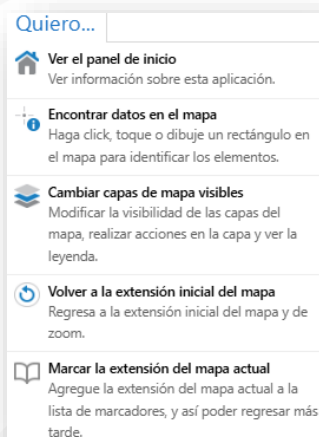 Quiero...
Ver el panel de inicio
Ver información sobre esta aplicación.
Encontrar datos en el mapa
Haga click, toque o dibuje un rectángulo en
el mapa para identificar los elementos.
Cambiar capas de mapa visibles
Modificar la visibilidad de las capas del
mapa, realizar acciones en la capa y ver la
leyenda.
Volver a la extensión inicial del mapa
Regresa a la extensión inicial del mapa y de
zoom.
Marcar la extensión del mapa actual
Agregue la extensión del mapa actual a la
lista de marcadores, y así poder regresar más
tarde.